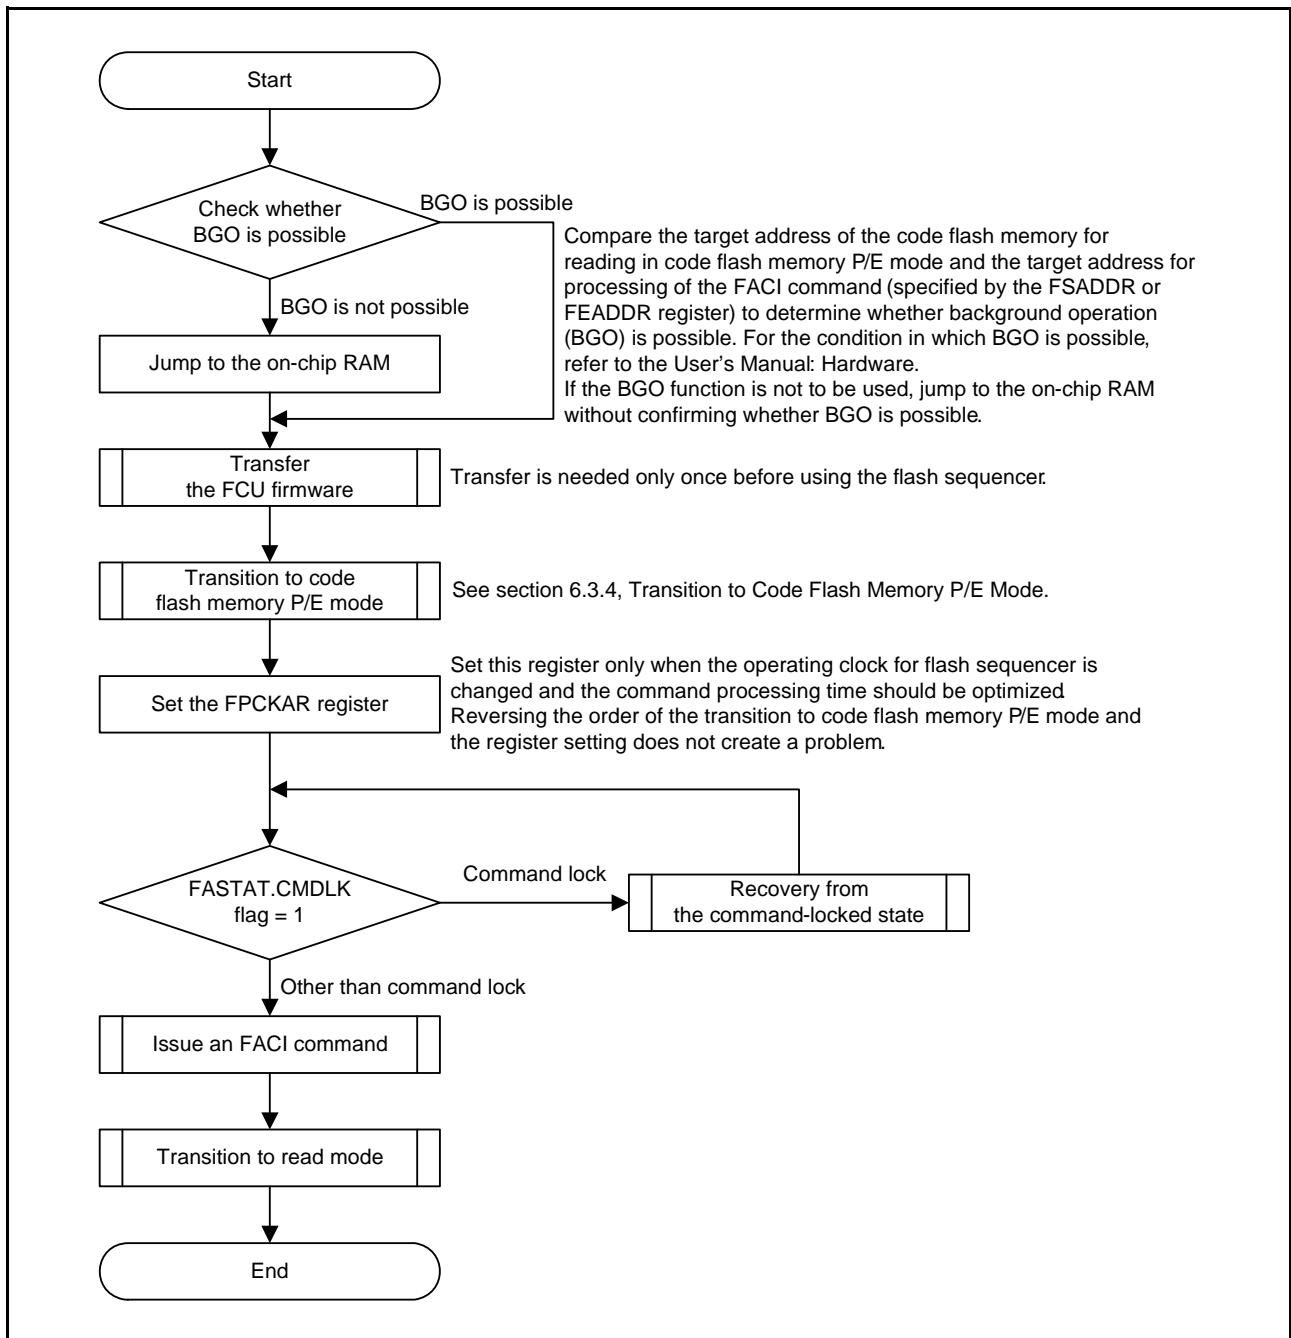 Start
Check whether
BGO is possible
BGO is possible
Compare the target address of the code flash memory for
reading in code flash memory P/E mode and the target address for
processing of the FACI command (specified by the FSADDR or
FEADDR register) to determine whether background operation
(BGO) is possible. For the condition in which BGO is possible,
refer to the User's Manual: Hardware.
If the BGO function is not to be used, jump to the on-chip RAM
without confirming whether BGO is possible.
BGO is not possible
Jump to the on-chip RAM
Transfer
the FCU firmware
Transfer is needed only once before using the flash sequencer.
Transition to code
flash memory P/E mode
See section 6.3.4, Transition to Code Flash Memory P/E Mode.
Set the FPCKAR register
Set this register only when the operating clock for flash sequencer is
changed and the command processing time should be optimized.
Reversing the order of the transition to code flash memory P/E mode and
the register setting does not create a problem.
FASTAT.CMDLK
flag = 1
Command lock
Recovery from
the command-locked state
Other than command lock
Issue an FACI command
Transition to read mode
End